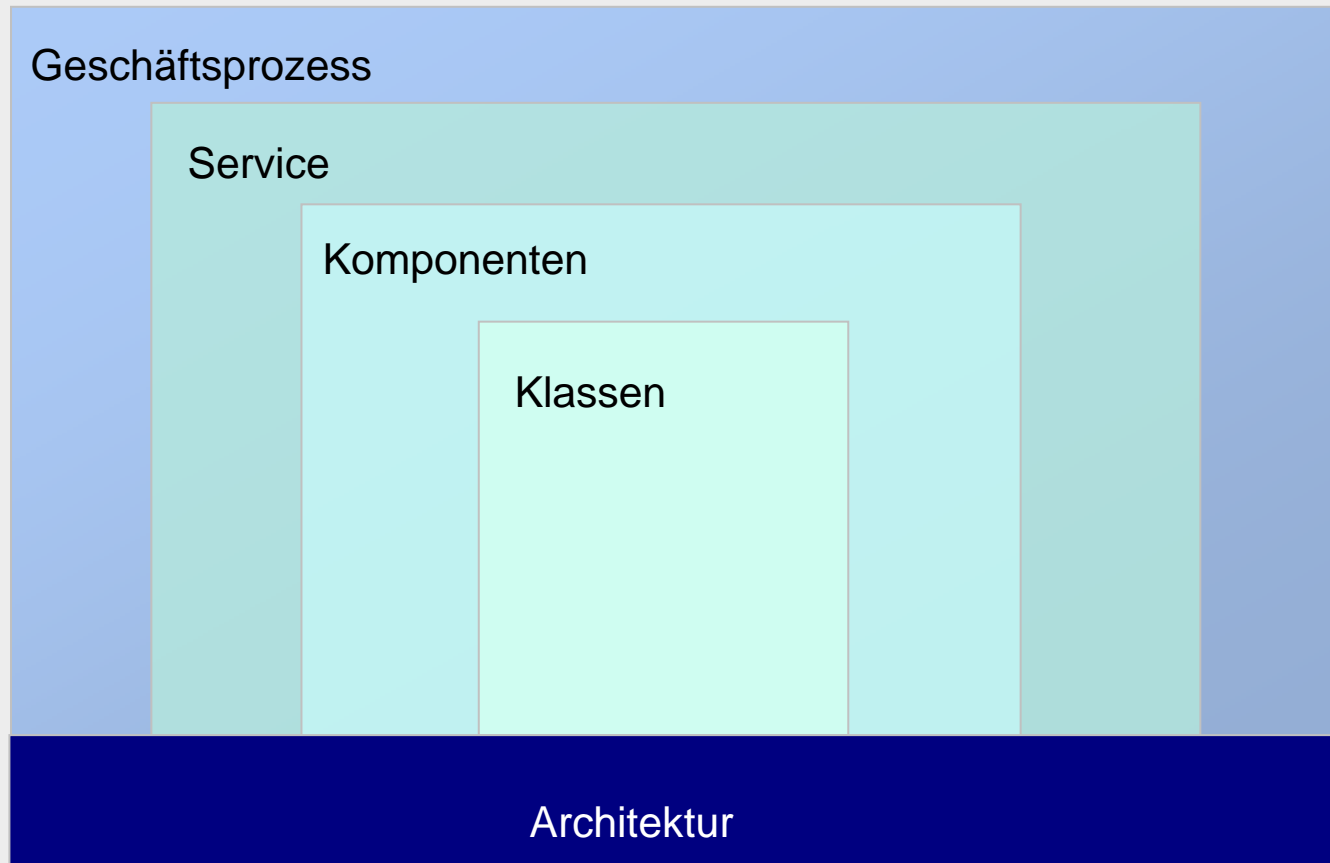 Geschäftsprozess
Service
Komponenten
Klassen
Architektur